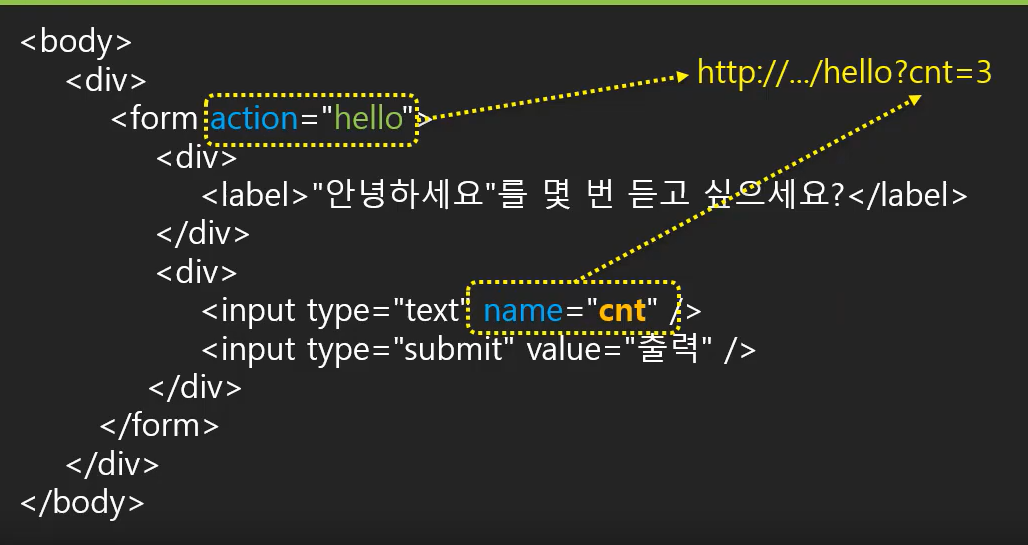 <body>
<div>
http://.../hello?cnt=3
<form action="hello">
<div>
<label>"안녕하세요"를 몇 번 듣고 싶으세요?</label>
</div>
<div>
<input type="text" name="cnt" />
<input type="submit" value="출력" />
</div>
</form>
</div>
</body>